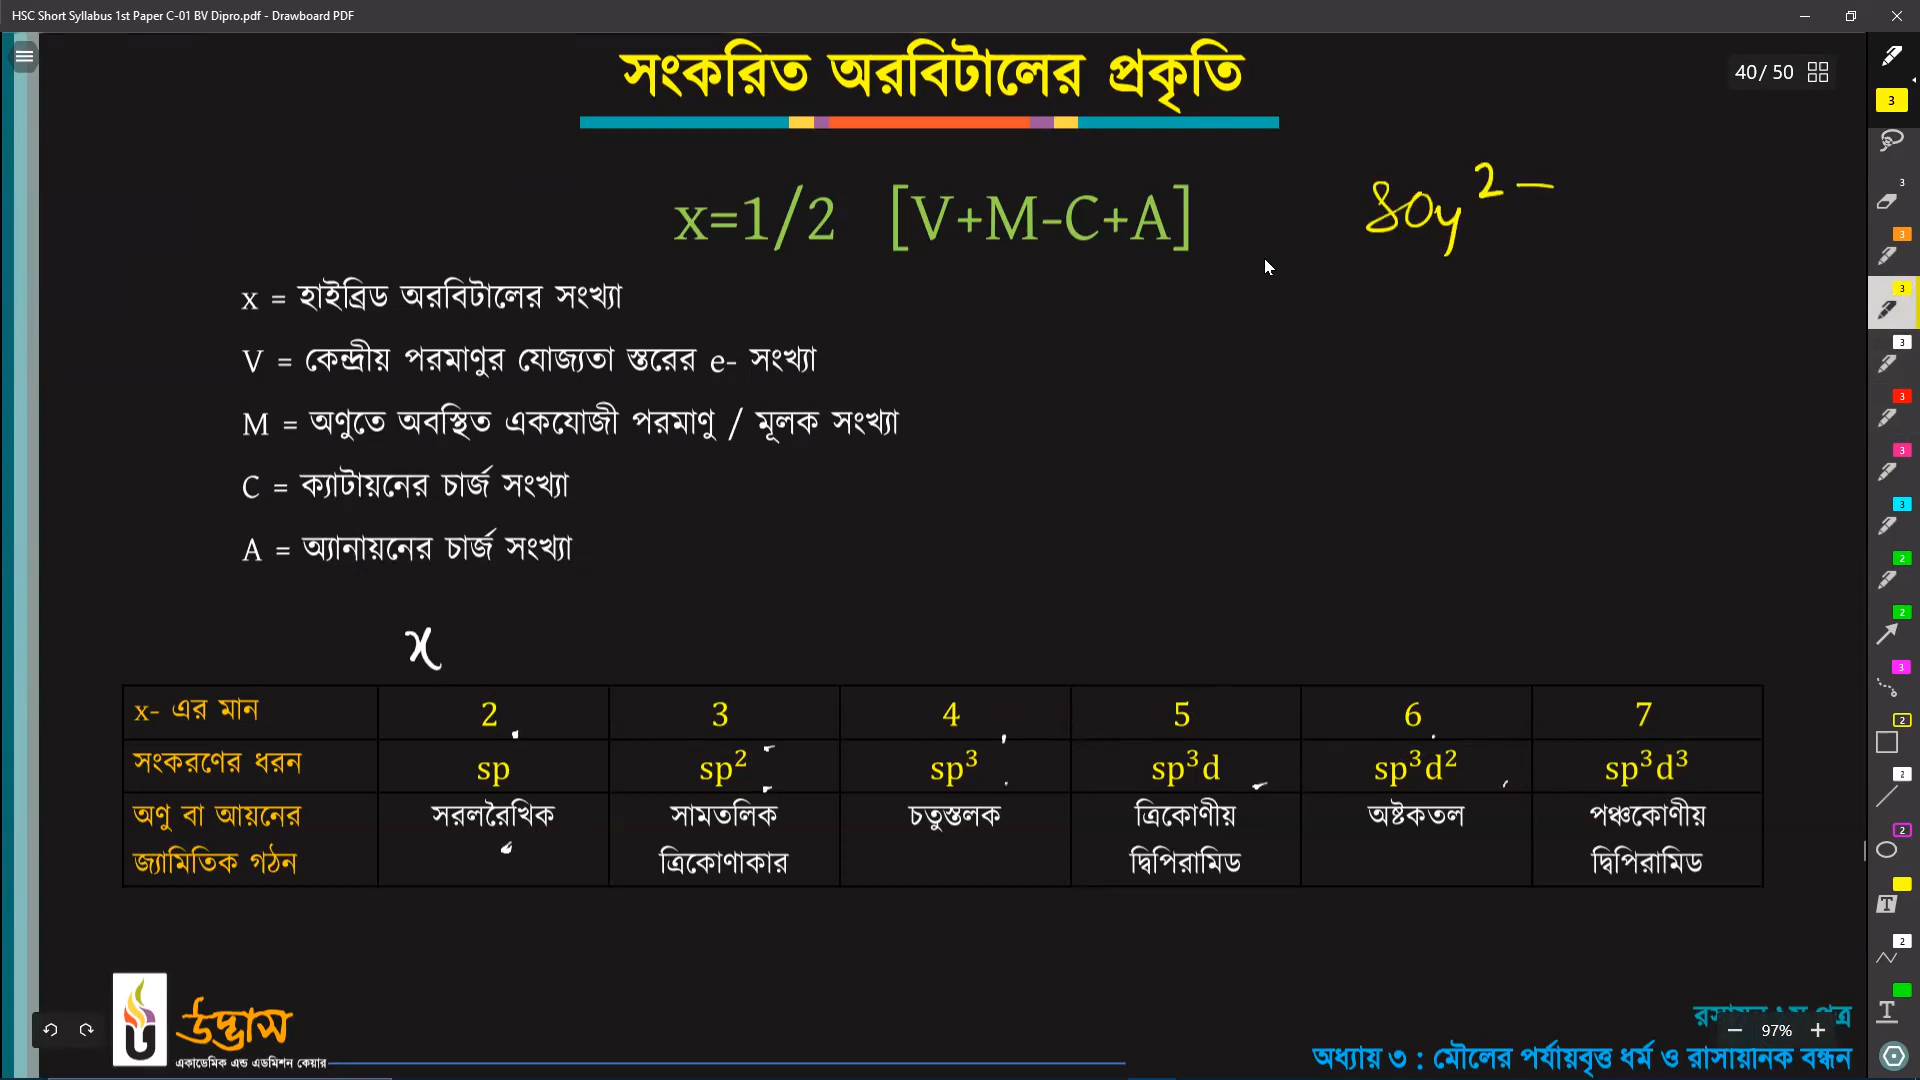 HSC Short Syllabus 1st Paper C-01 BV Dipro.pdf - Drawboard PDF
সংকরিত অরবিটালের প্রকৃতি
40/ 50
x=1/2 [V+M-C+A]
SO4 2−
x = হাইব্রিড অরবিটালের সংখ্যা
V = কেন্দ্রীয় পরমাণুর যোজ্যতা স্তরের e- সংখ্যা
M = অণুতে অবস্থিত একযোজী পরমাণু / মূলক সংখ্যা
C = ক্যাটায়নের চার্জ সংখ্যা
A = অ্যানায়নের চার্জ সংখ্যা
x
x- এর মান 2 3 4 5 6 7
সংকরণের ধরন sp sp² sp³ sp³d sp³d² sp³d³
অণু বা আয়নের সরলরৈখিক সামতলিক চতুস্তলক ত্রিকোণীয় অষ্টকতল পঞ্চকোণীয়
জ্যামিতিক গঠন ত্রিকোণাকার দ্বিপিরামিড দ্বিপিরামিড
উদ্ভাস
একাডেমিক এন্ড এডমিশন কেয়ার
97%
অধ্যায় ৩ : মৌলের পর্যায়বৃত্ত ধর্ম ও রাসায়নিক বন্ধন